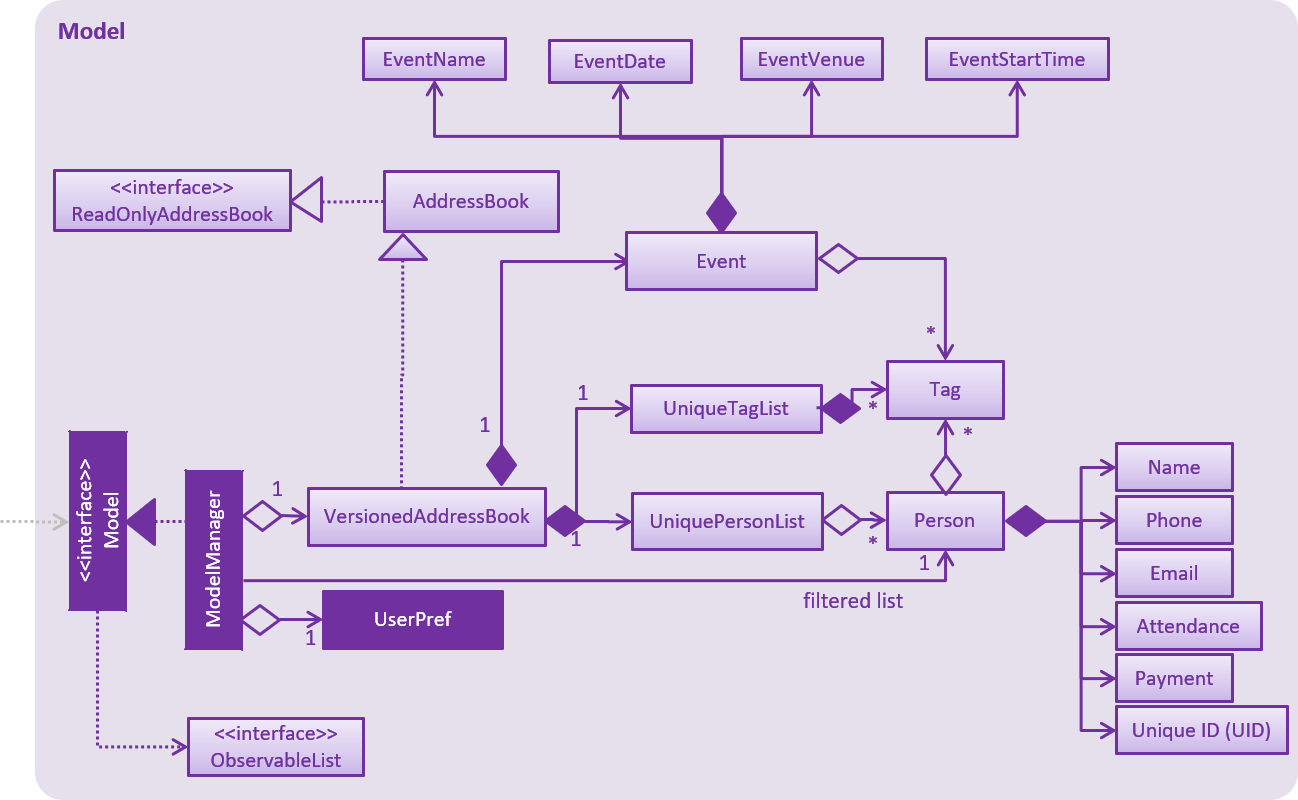 Model
EventName
EventDate
EventVenue
EventStartTime
<<interface>>
ReadOnlyAddressBook
AddressBook
Event
*
1
1
UniqueTagList
*
Tag
*
<<interface>>
Model
ModelManager
1
VersionedAddressBook
1
UniquePersonList
*
Person
1
filtered list
1
UserPref
Name
Phone
Email
Attendance
Payment
Unique ID (UID)
<<interface>>
ObservableList